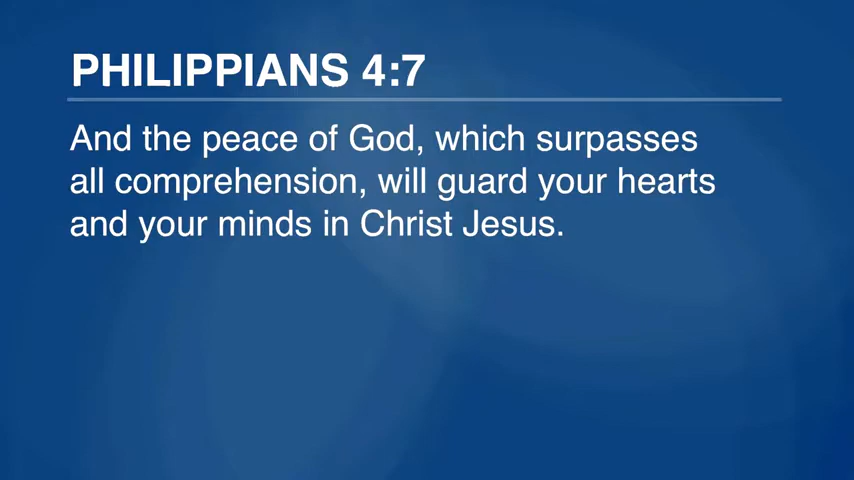 PHILIPPIANS 4:7
And the peace of God, which surpasses
all comprehension, will guard your hearts
and your minds in Christ Jesus.